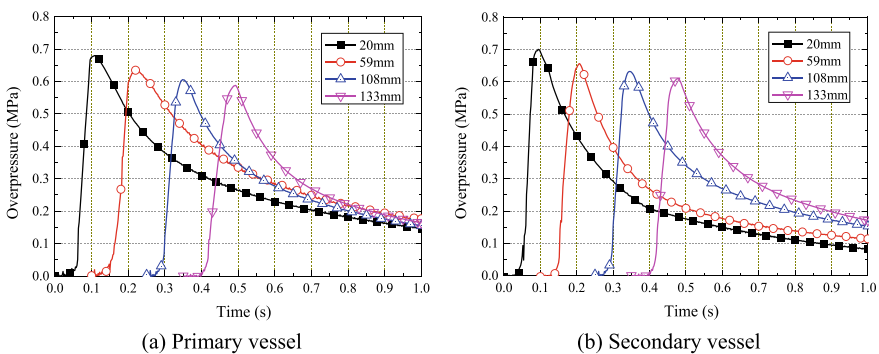 0.8
0.7
0.6
0.5
0.4
0.3
0.2
0.1
0.0
Overpressure (MPa)
20mm
59mm
108mm
133mm
0.0 0.1 0.2 0.3 0.4 0.5 0.6 0.7 0.8 0.9 1.0
Time (s)
(a) Primary vessel
0.8
0.7
0.6
0.5
0.4
0.3
0.2
0.1
0.0
Overpressure (MPa)
20mm
59mm
108mm
133mm
0.0 0.1 0.2 0.3 0.4 0.5 0.6 0.7 0.8 0.9 1.0
Time (s)
(b) Secondary vessel